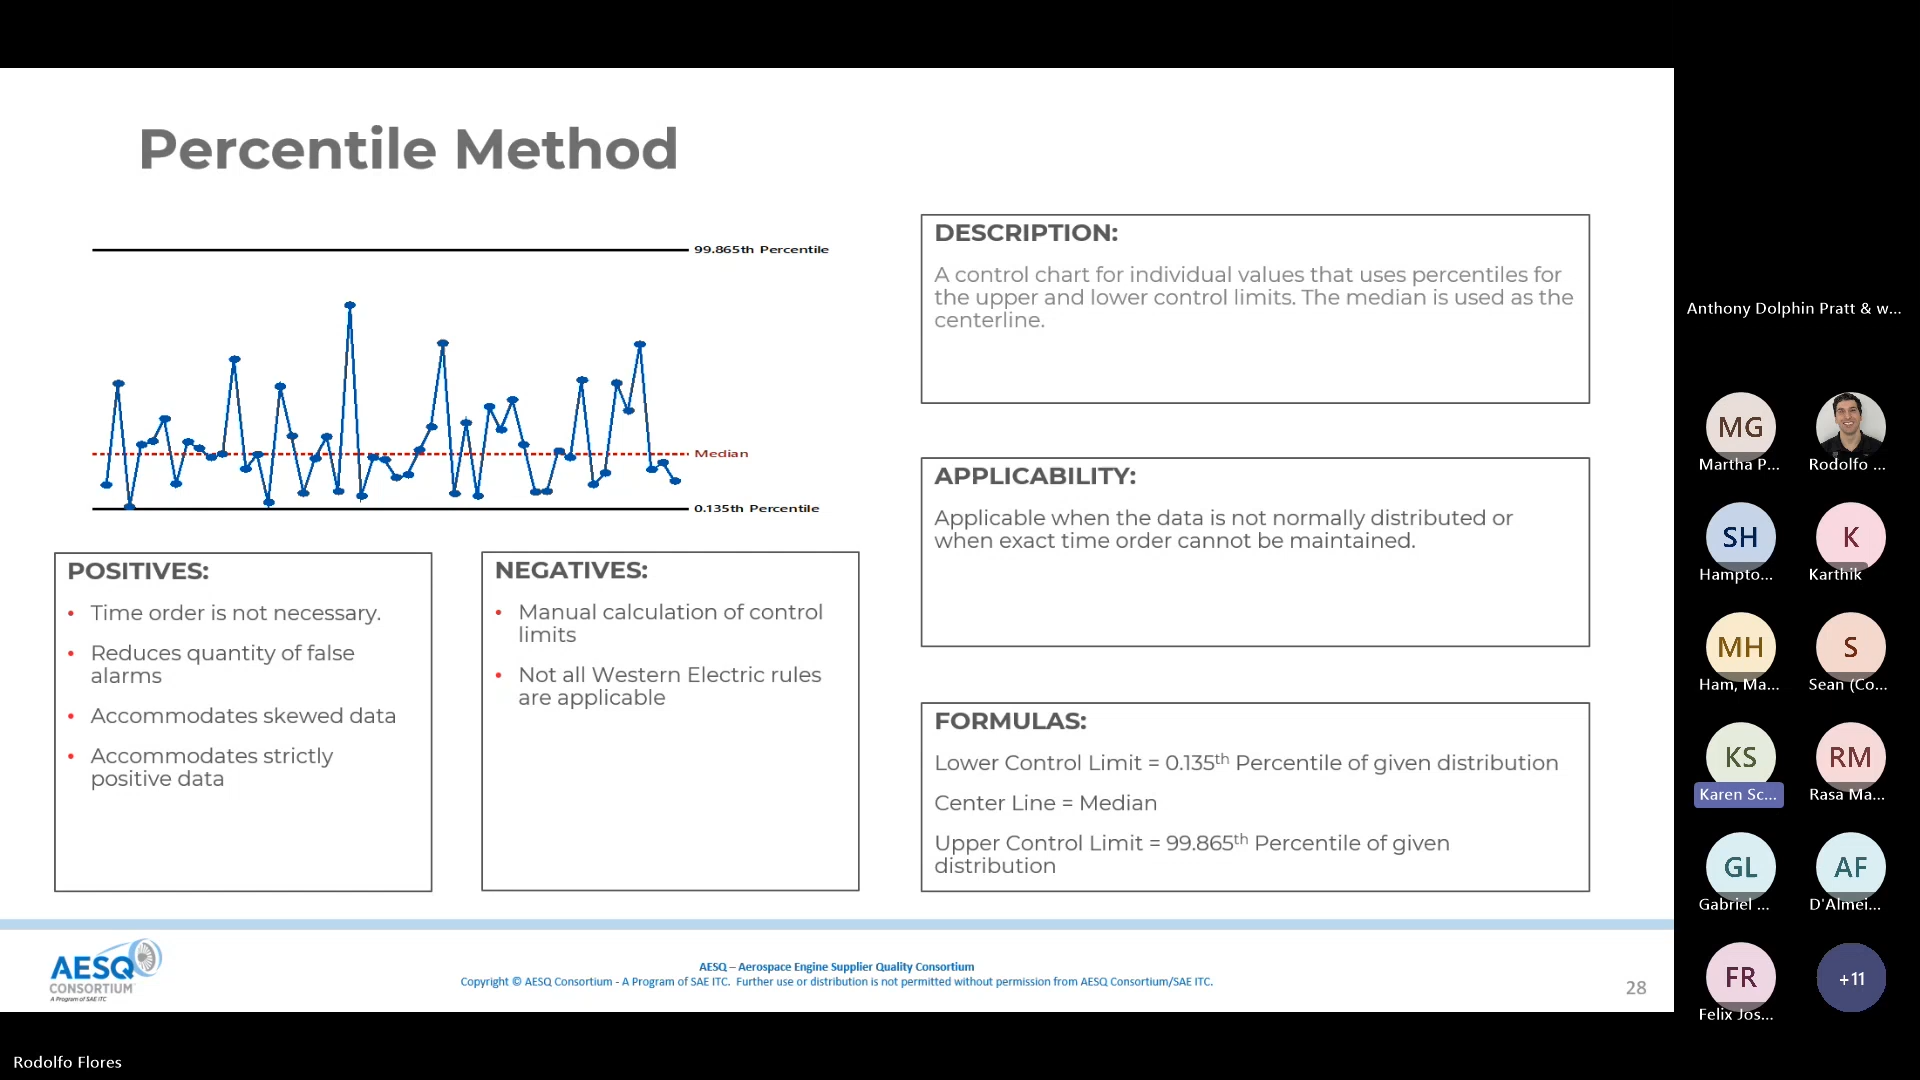 Percentile Method
99.865th Percentile
Median
0.135th Percentile
POSITIVES:
• Time order is not necessary.
• Reduces quantity of false
alarms
• Accommodates skewed data
• Accommodates strictly
positive data
NEGATIVES:
• Manual calculation of control
limits
• Not all Western Electric rules
are applicable
DESCRIPTION:
A control chart for individual values that uses percentiles for
the upper and lower control limits. The median is used as the
centerline.
APPLICABILITY:
Applicable when the data is not normally distributed or
when exact time order cannot be maintained.
FORMULAS:
Lower Control Limit = 0.135th Percentile of given distribution
Center Line = Median
Upper Control Limit = 99.865th Percentile of given
distribution
AESQ
CONSORTIUM
A Program of SAE ITC
AESQ – Aerospace Engine Supplier Quality Consortium
Copyright © AESQ Consortium - A Program of SAE ITC. Further use or distribution is not permitted without permission from AESQ Consortium/SAE ITC.
28
Anthony Dolphin Pratt & w...
MG
Martha P...
Rodolfo ...
SH
Hampto...
K
Karthik
MH
Ham, Ma...
S
Sean (Co...
KS
Karen Sc...
RM
Rasa Ma...
GL
Gabriel ...
AF
D'Almei...
FR
Felix Jos...
+11
Rodolfo Flores